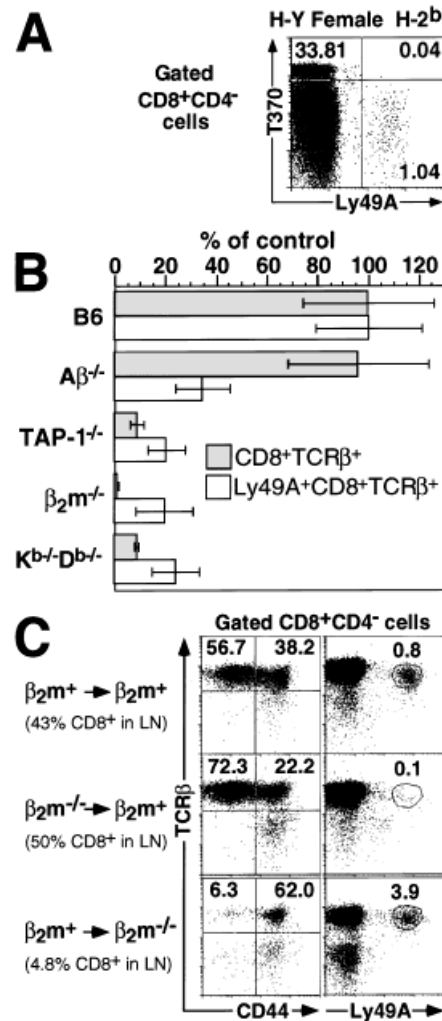 A
H-Y Female H-2ᵇ
33.81 0.04
Gated
CD8⁺CD4⁻
cells
T370
1.04
Ly49A
B
% of control
0 20 40 60 80 100 120
B6
Aβ⁻/⁻
TAP-1⁻/⁻
β₂m⁻/⁻
Kᵇ⁻/⁻Dᵇ⁻/⁻
CD8⁺TCRβ⁺
Ly49A⁺CD8⁺TCRβ⁺
C
Gated CD8⁺CD4⁻ cells
56.7 38.2 0.8
β₂m⁺ → β₂m⁺
(43% CD8⁺ in LN)
72.3 22.2 0.1
β₂m⁻/⁻ → β₂m⁺
(50% CD8⁺ in LN)
6.3 62.0 3.9
β₂m⁺ → β₂m⁻/⁻
(4.8% CD8⁺ in LN)
TCRβ
CD44 Ly49A